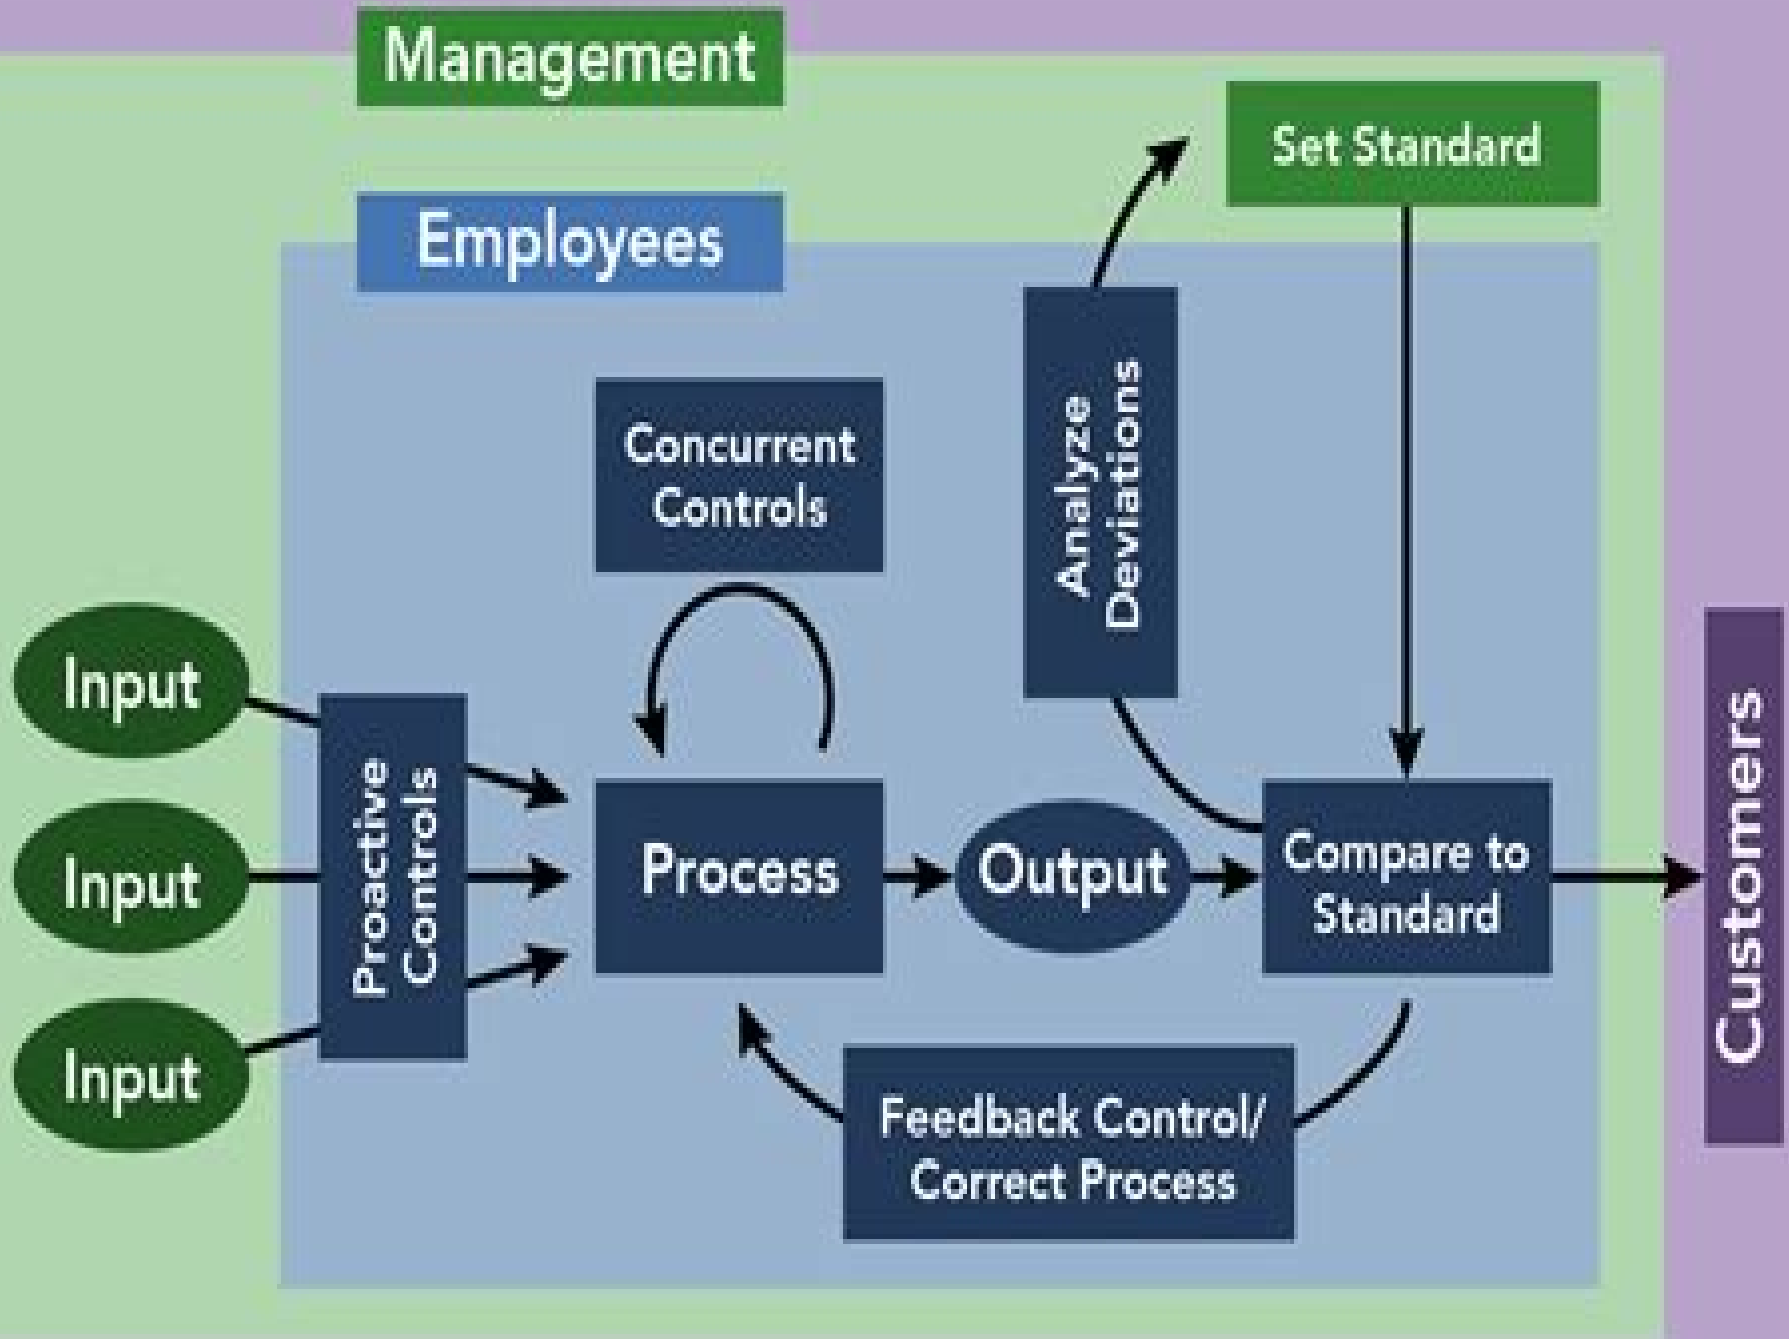 Management
Set Standard
Employees
Analyze
Deviations
Concurrent
Controls
Input
Input
Input
Proactive
Controls
Process
Output
Compare to
Standard
Customers
Feedback Control/
Correct Process